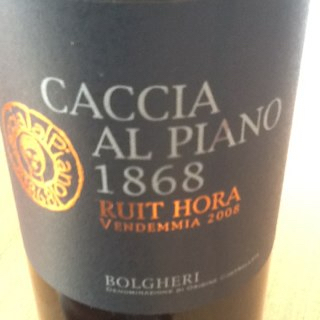 CACCIA
AL PIANO
1868
RUIT HORA
VENDEMMIA 2008
BOLGHERI
DENOMINAZIONE DI ORIGINE CONTROLLATA